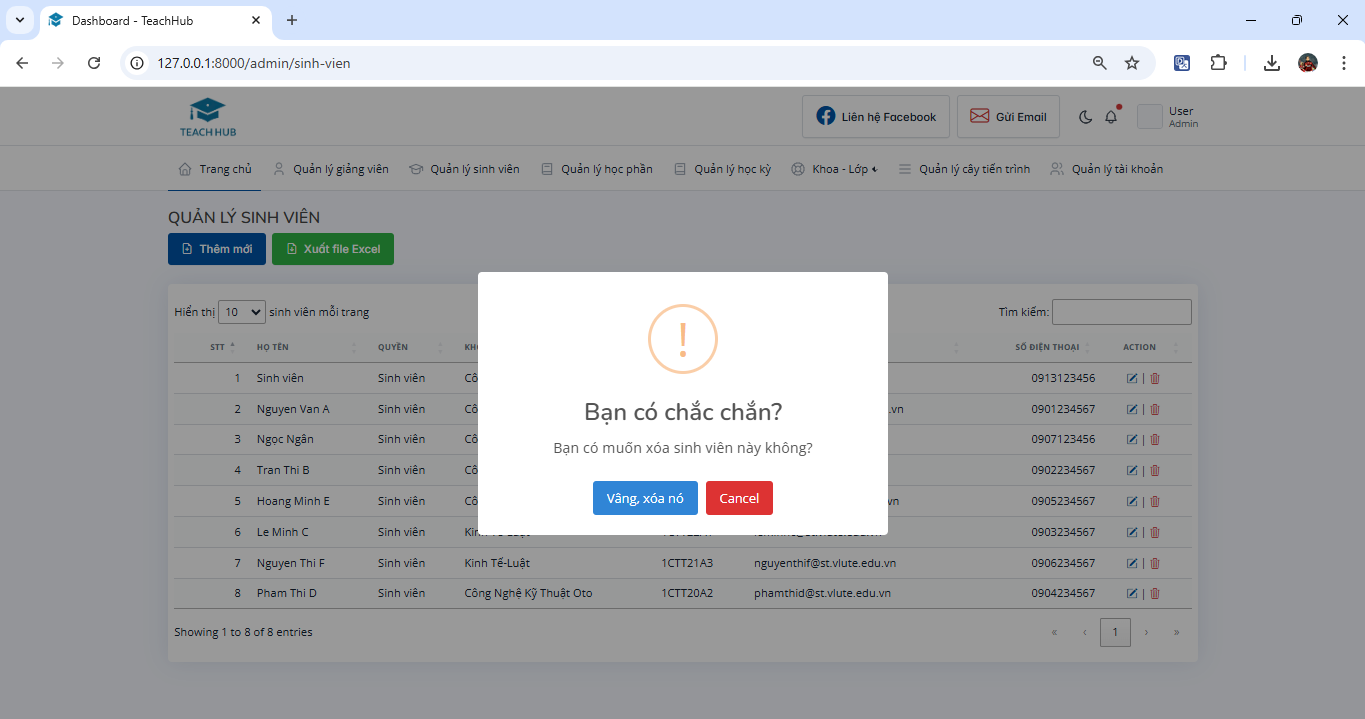 Dashboard - TeachHub
127.0.0.1:8000/admin/sinh-vien
TEACH HUB
Liên hệ Facebook
Gửi Email
User
Admin
Trang chủ
Quản lý giảng viên
Quản lý sinh viên
Quản lý học phần
Quản lý học kỳ
Khoa - Lớp
Quản lý cây tiến trình
Quản lý tài khoản
QUẢN LÝ SINH VIÊN
Thêm mới
Xuất file Excel
Hiển thị 10 sinh viên mỗi trang
Tìm kiếm:
STT HỌ TÊN QUYỀN SỐ ĐIỆN THOẠI ACTION
1 Sinh viên Sinh viên 0913123456 |
2 Nguyen Van A Sinh viên .vn 0901234567 |
3 Ngọc Ngân Sinh viên 0907123456 |
4 Tran Thi B Sinh viên 0902234567 |
5 Hoang Minh E Sinh viên 0905234567 |
6 Le Minh C Sinh viên 0903234567 |
7 Nguyen Thi F Sinh viên Kinh Tế-Luật 1CTT21A3 nguyenthif@st.vlute.edu.vn 0906234567 |
8 Pham Thi D Sinh viên Công Nghệ Kỹ Thuật Oto 1CTT20A2 phamthid@st.vlute.edu.vn 0904234567 |
Showing 1 to 8 of 8 entries
« ‹ 1 › »
!
Bạn có chắc chắn?
Bạn có muốn xóa sinh viên này không?
Vâng, xóa nó
Cancel